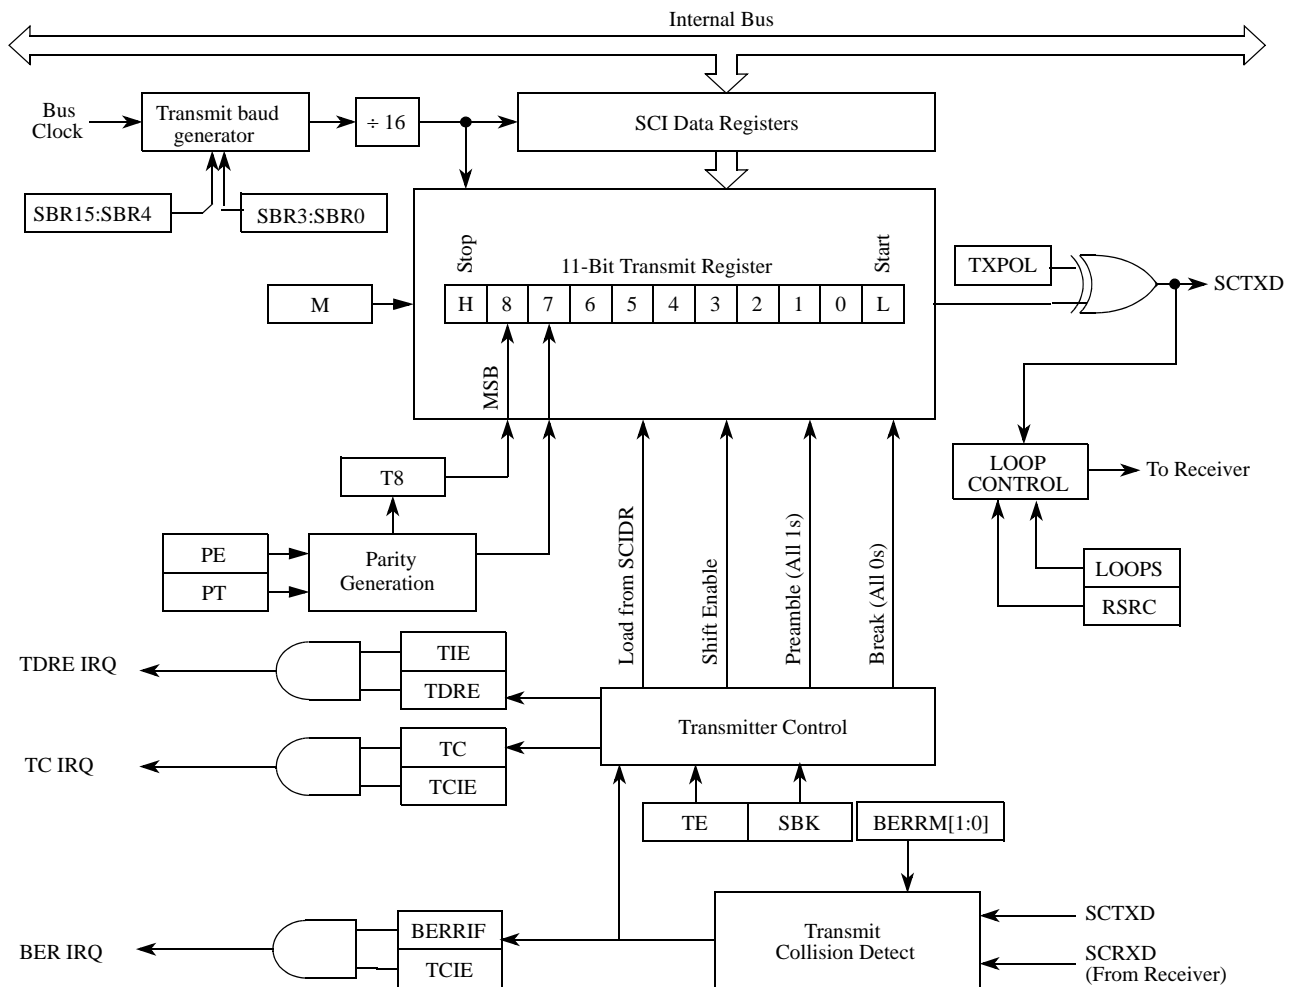 Internal Bus
Bus
Clock
Transmit baud
generator
÷ 16
SCI Data Registers
SBR15:SBR4
SBR3:SBR0
Stop
11-Bit Transmit Register
Start
M
H 8 7 6 5 4 3 2 1 0 L
MSB
TXPOL
SCTXD
T8
LOOP
CONTROL
To Receiver
PE
PT
Parity
Generation
Load from SCIDR
Shift Enable
Preamble (All 1s)
Break (All 0s)
LOOPS
RSRC
TDRE IRQ
TIE
TDRE
TC IRQ
TC
TCIE
Transmitter Control
TE
SBK
BERRM[1:0]
BER IRQ
BERRIF
TCIE
Transmit
Collision Detect
SCTXD
SCRXD
(From Receiver)